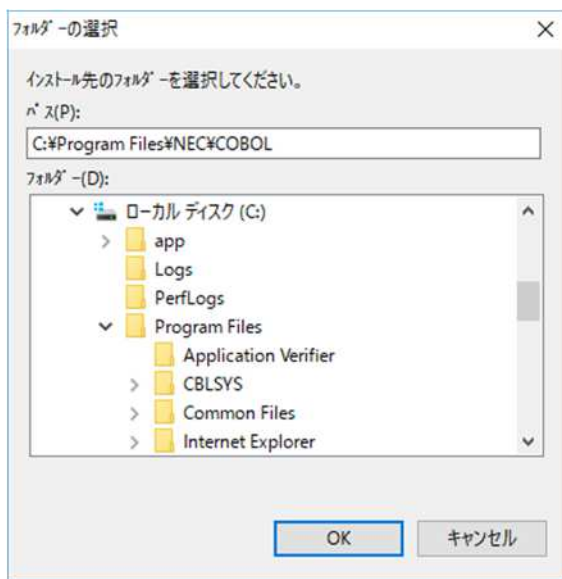 フォルダーの選択
インストール先のフォルダーを選択してください。
パス(P):
C:¥Program Files¥NEC¥COBOL
フォルダー(D):
ローカル ディスク (C:)
app
Logs
PerfLogs
Program Files
Application Verifier
CBLSYS
Common Files
Internet Explorer
OK
キャンセル